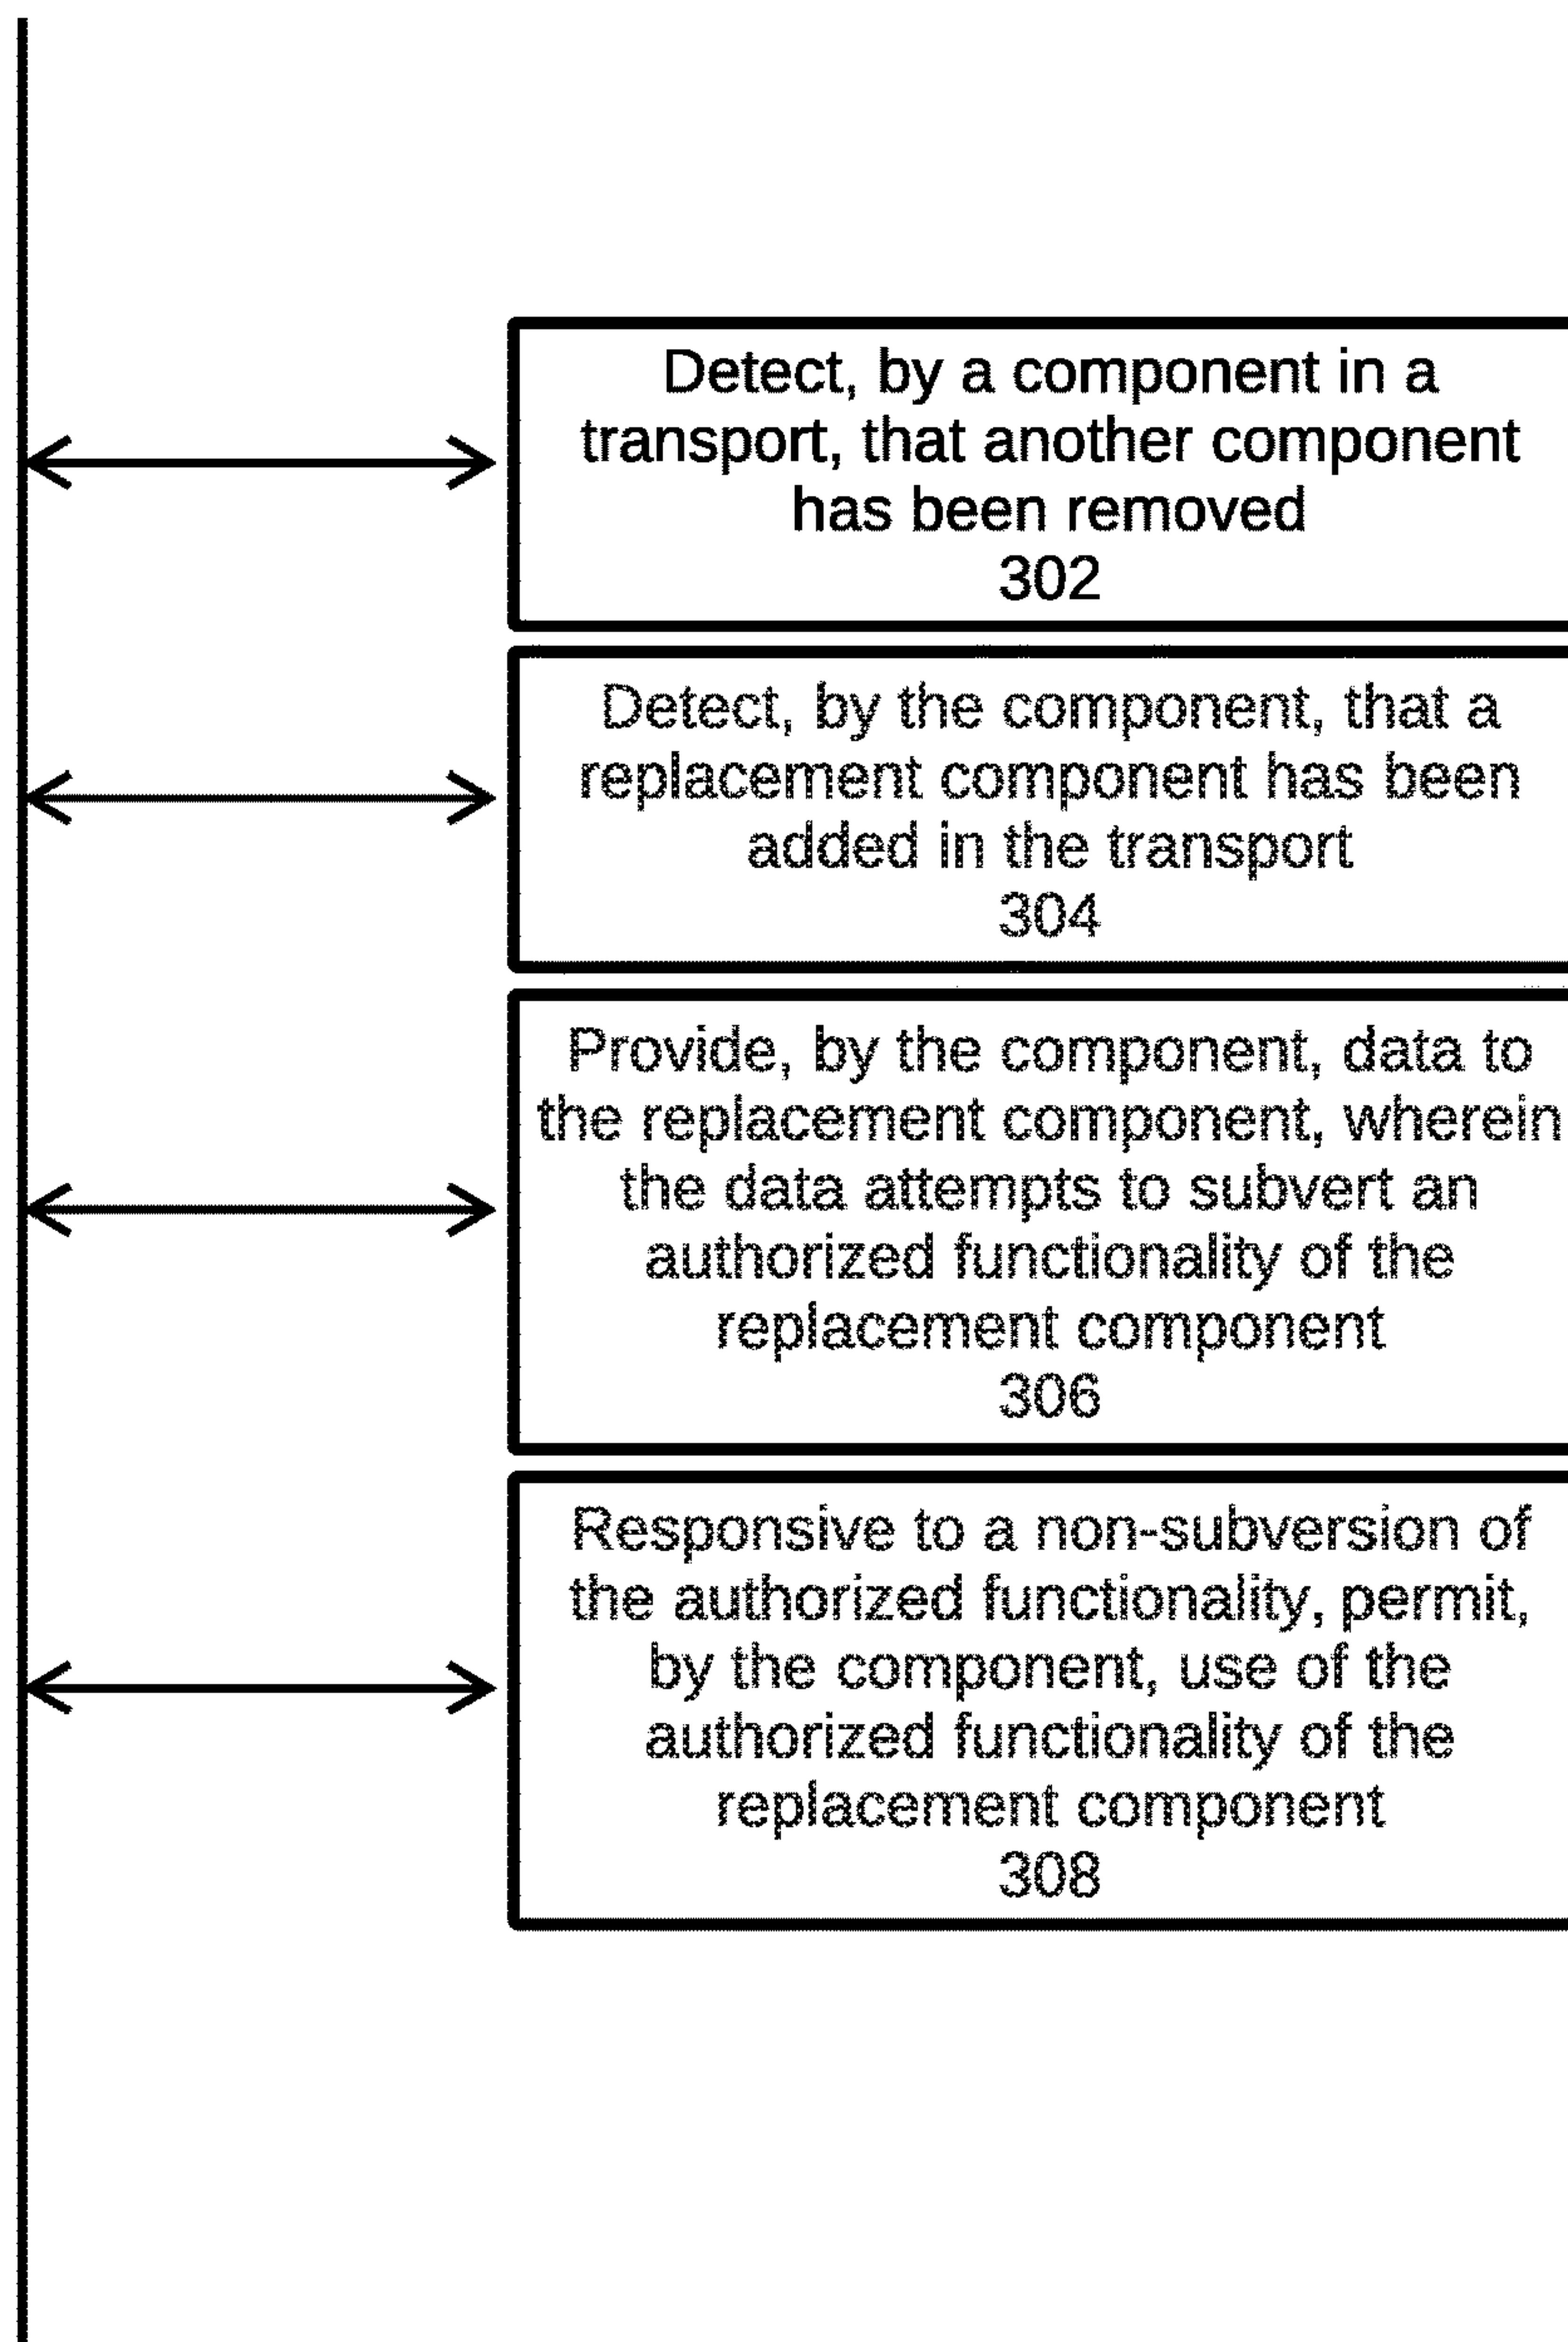 Detect, by a component in a
transport, that another component
has been removed
302
Detect, by the component, that a
replacement component has been
added in the transport
304
Provide, by the component, data to
the replacement component, wherein
the data attempts to subvert an
authorized functionality of the
replacement component
306
Responsive to a non-subversion of
the authorized functionality, permit,
by the component, use of the
authorized functionality of the
replacement component
308